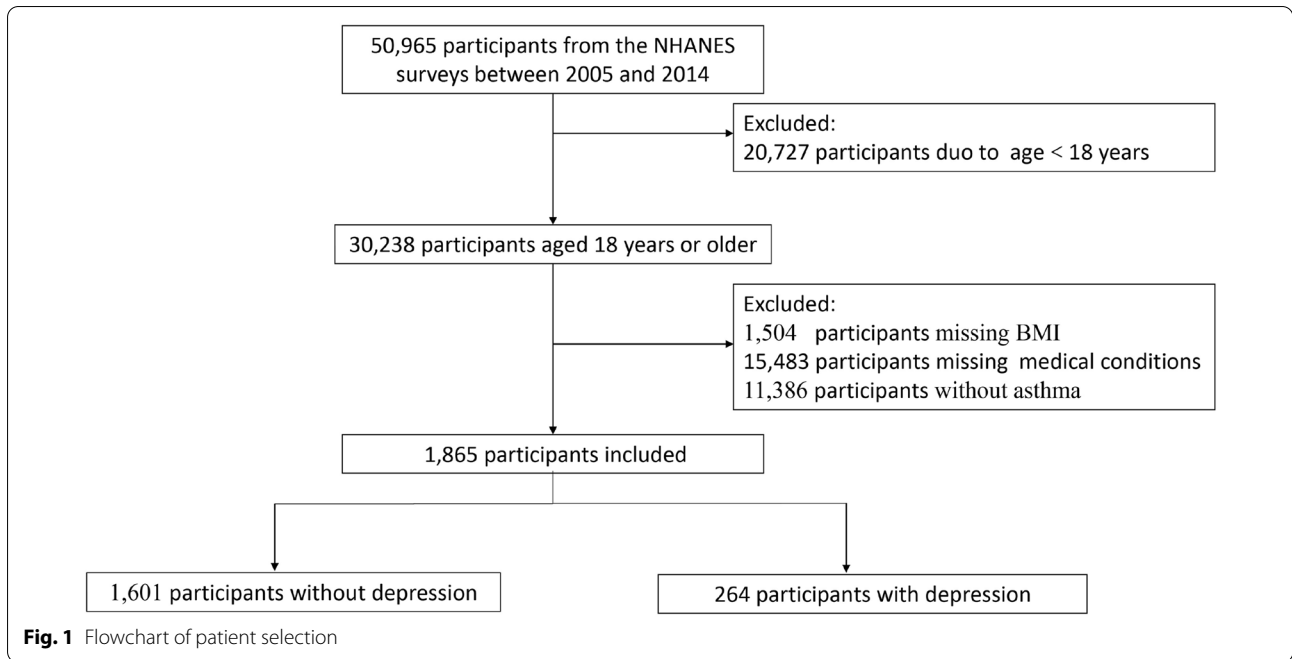 50,965 participants from the NHANES
surveys between 2005 and 2014
Excluded:
20,727 participants duo to age < 18 years
30,238 participants aged 18 years or older
Excluded:
1,504 participants missing BMI
15,483 participants missing medical conditions
11,386 participants without asthma
1,865 participants included
1,601 participants without depression
264 participants with depression
Fig. 1 Flowchart of patient selection